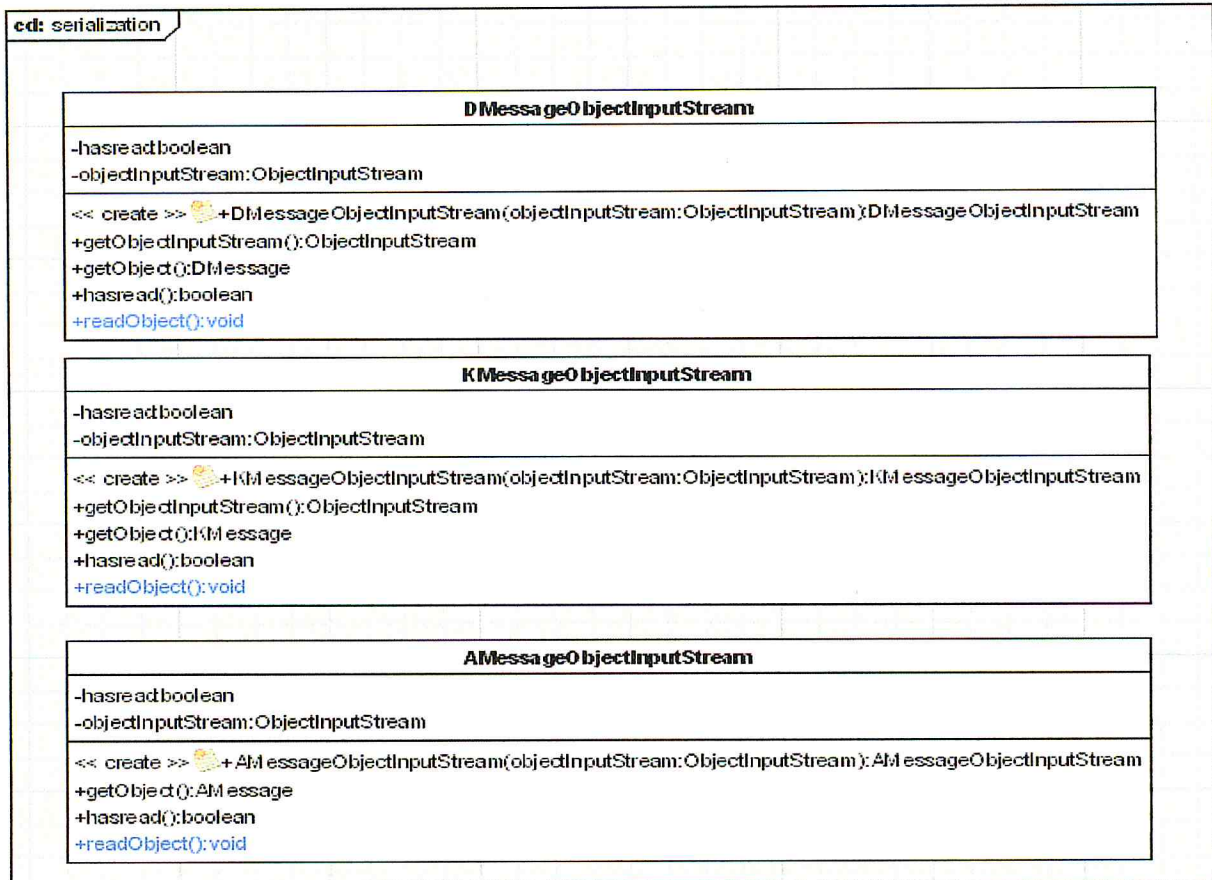 cd: serialization
DMessageObjectInputStream
-hasread:boolean
-objectInputStream:ObjectInputStream
<< create >> +DMessageObjectInputStream(objectInputStream:ObjectInputStream):DMessageObjectInputStream
+getObjectInputStream():ObjectInputStream
+getObject():DMessage
+hasread():boolean
+readObject():void
KMessageObjectInputStream
-hasread:boolean
-objectInputStream:ObjectInputStream
<< create >> +KMessageObjectInputStream(objectInputStream:ObjectInputStream):KMessageObjectInputStream
+getObjectInputStream():ObjectInputStream
+getObject():KMessage
+hasread():boolean
+readObject():void
AMessageObjectInputStream
-hasread:boolean
-objectInputStream:ObjectInputStream
<< create >> +AMessageObjectInputStream(objectInputStream:ObjectInputStream):AMessageObjectInputStream
+getObject():AMessage
+hasread():boolean
+readObject():void